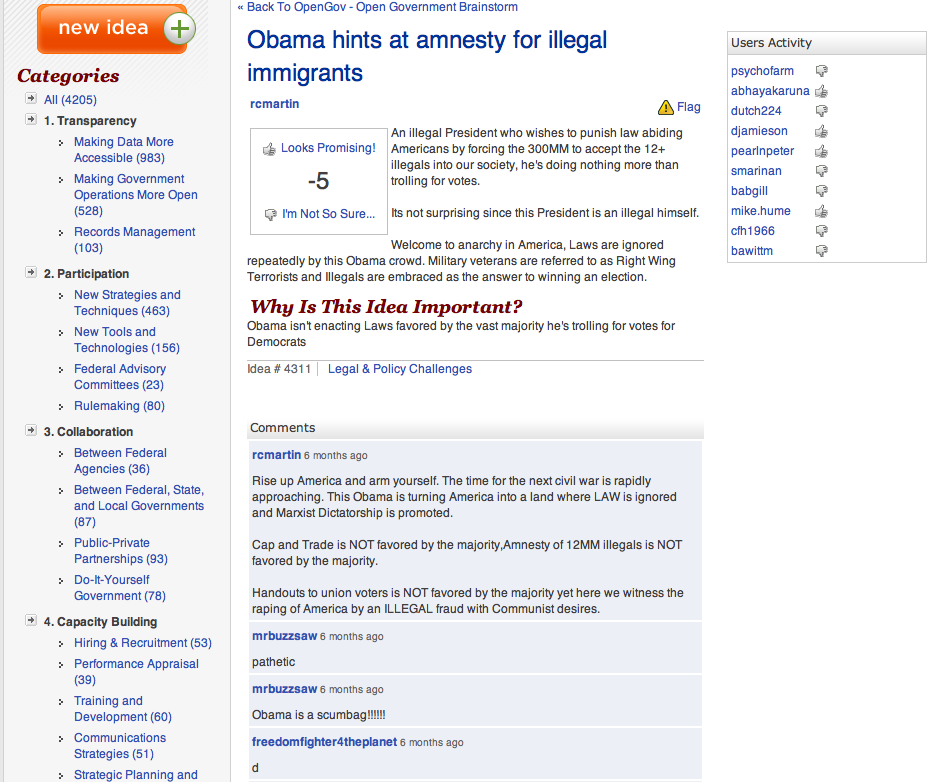 new idea
Categories
All (4205)
1. Transparency
Making Data More
Accessible (983)
Making Government
Operations More Open
(528)
Records Management
(103)
2. Participation
New Strategies and
Techniques (463)
New Tools and
Technologies (156)
Federal Advisory
Committees (23)
Rulemaking (80)
3. Collaboration
Between Federal
Agencies (36)
Between Federal, State,
and Local Governments
(87)
Public-Private
Partnerships (93)
Do-It-Yourself
Government (78)
4. Capacity Building
Hiring & Recruitment (53)
Performance Appraisal
(39)
Training and
Development (60)
Communications
Strategies (51)
Strategic Planning and
« Back To OpenGov - Open Government Brainstorm
Obama hints at amnesty for illegal
immigrants
rcmartin
Flag
Looks Promising!
-5
I'm Not So Sure...
An illegal President who wishes to punish law abiding
Americans by forcing the 300MM to accept the 12+
illegals into our society, he's doing nothing more than
trolling for votes.
Its not surprising since this President is an illegal himself.
Welcome to anarchy in America, Laws are ignored
repeatedly by this Obama crowd. Military veterans are referred to as Right Wing
Terrorists and Illegals are embraced as the answer to winning an election.
Why Is This Idea Important?
Obama isn't enacting Laws favored by the vast majority he's trolling for votes for
Democrats
Idea # 4311 Legal & Policy Challenges
Comments
rcmartin 6 months ago
Rise up America and arm yourself. The time for the next civil war is rapidly
approaching. This Obama is turning America into a land where LAW is ignored
and Marxist Dictatorship is promoted.
Cap and Trade is NOT favored by the majority,Amnesty of 12MM illegals is NOT
favored by the majority.
Handouts to union voters is NOT favored by the majority yet here we witness the
raping of America by an ILLEGAL fraud with Communist desires.
mrbuzzsaw 6 months ago
pathetic
mrbuzzsaw 6 months ago
Obama is a scumbag!!!!!!
freedomfighter4theplanet 6 months ago
d
Users Activity
psychofarm
abhayakaruna
dutch224
djamieson
pearlnpeter
smarinan
babgill
mike.hume
cfh1966
bawittm